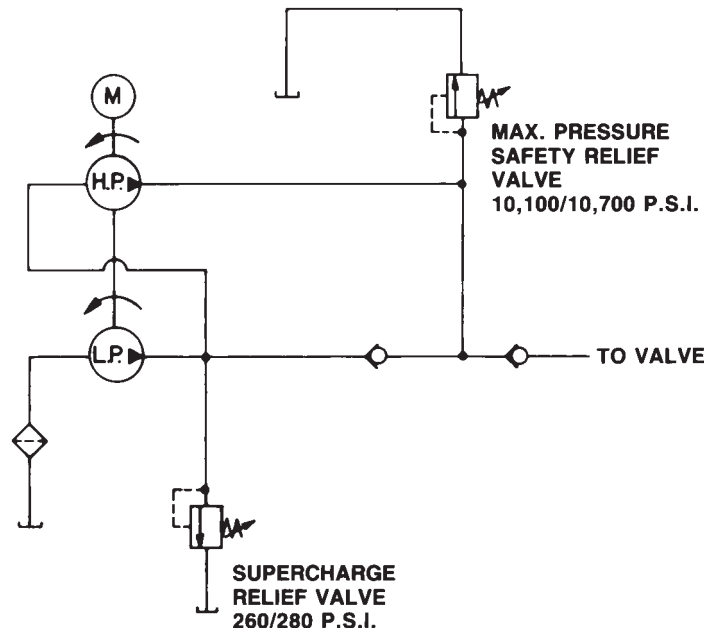 M
MAX. PRESSURE
SAFETY RELIEF
VALVE
10,100/10,700 P.S.I.
H.P.
L.P.
TO VALVE
SUPERCHARGE
RELIEF VALVE
260/280 P.S.I.